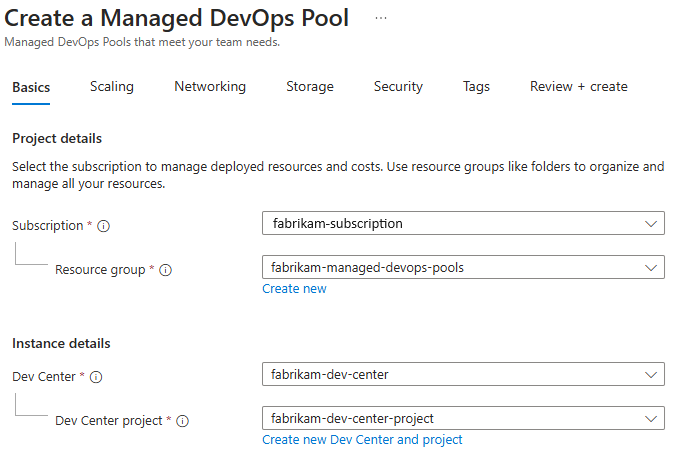 Create a Managed DevOps Pool ...
Managed DevOps Pools that meet your team needs.
Basics Scaling Networking Storage Security Tags Review + create
Project details
Select the subscription to manage deployed resources and costs. Use resource groups like folders to organize and
manage all your resources.
Subscription * fabrikam-subscription
Resource group * fabrikam-managed-devops-pools
Create new
Instance details
Dev Center * fabrikam-dev-center
Dev Center project * fabrikam-dev-center-project
Create new Dev Center and project